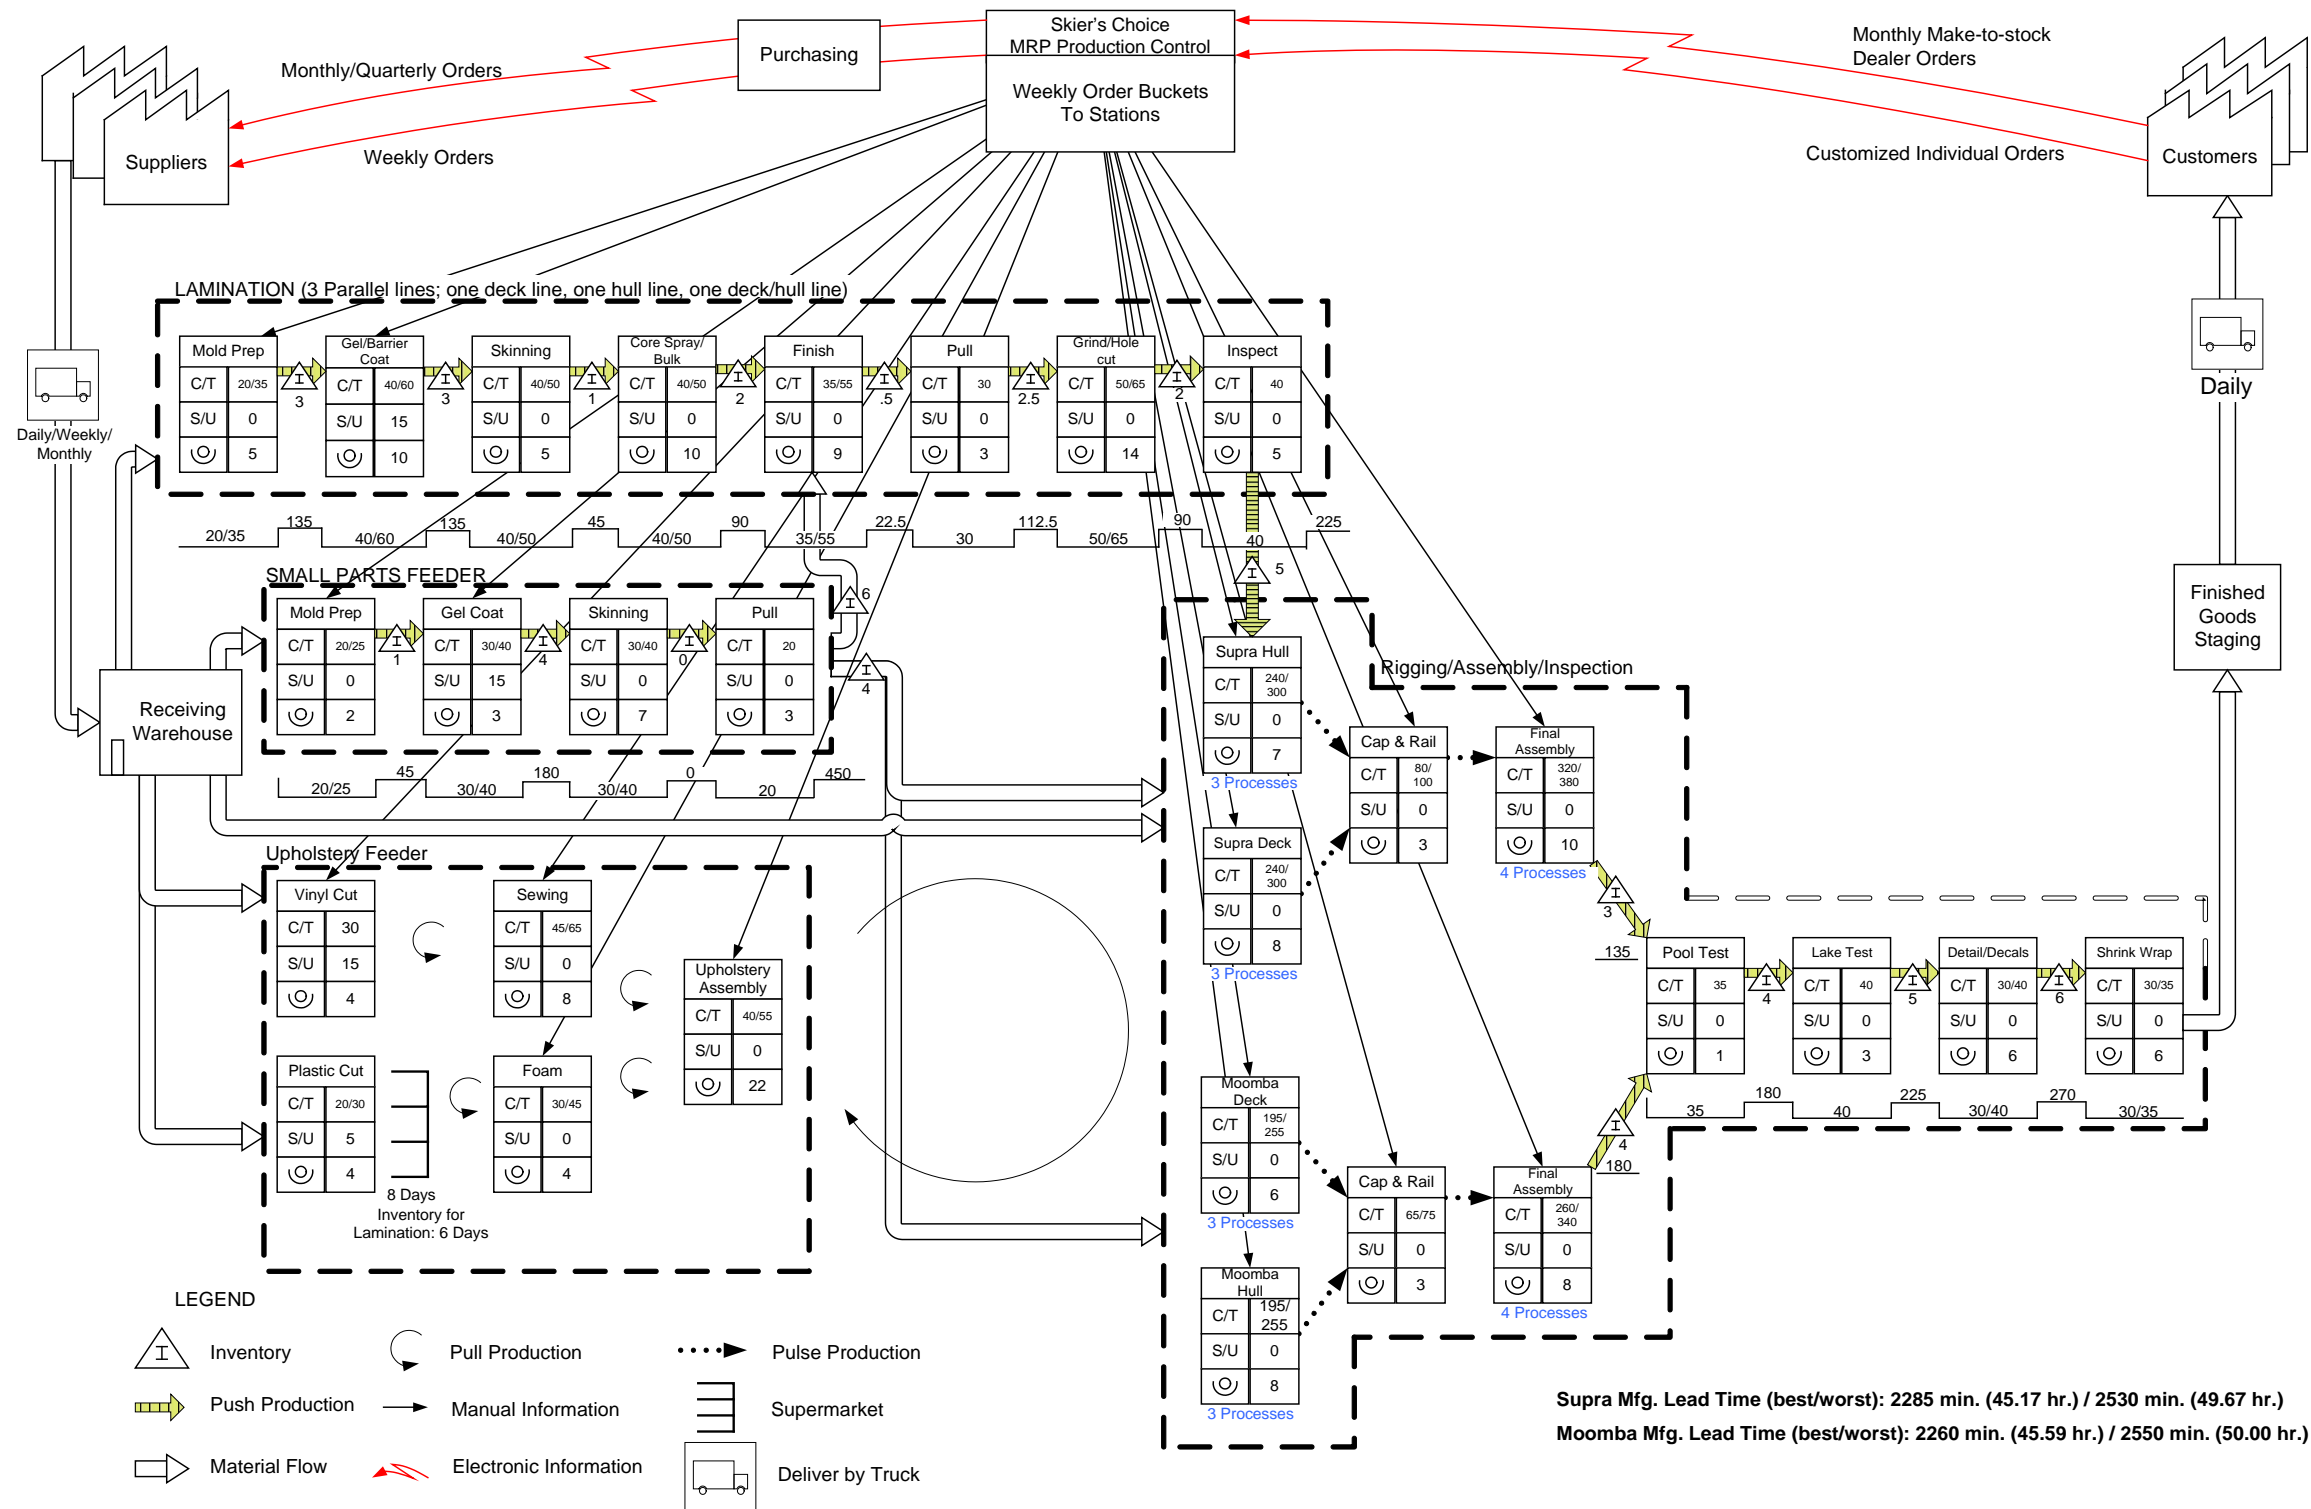 Skier's Choice
MRP Production Control
Weekly Order Buckets
To Stations
Purchasing
Monthly/Quarterly Orders
Weekly Orders
Suppliers
Monthly Make-to-stock
Dealer Orders
Customized Individual Orders
Customers
Daily/Weekly/
Monthly
Daily
LAMINATION (3 Parallel lines; one deck line, one hull line, one deck/hull line)
Mold Prep
C/T 20/35
S/U 0
5
I
3
Gel/Barrier
Coat
C/T 40/60
S/U 15
10
I
3
Skinning
C/T 40/50
S/U 0
5
I
1
Core Spray/
Bulk
C/T 40/50
S/U 0
10
I
2
Finish
C/T 35/55
S/U 0
9
I
.5
Pull
C/T 30
S/U 0
3
I
2.5
Grind/Hole
cut
C/T 50/65
S/U 0
14
I
2
Inspect
C/T 40
S/U 0
5
20/35 135 40/60 135 40/50 45 40/50 90 35/55 22.5 30 112.5 50/65 90 40 225
I 5
SMALL PARTS FEEDER
Mold Prep
C/T 20/25
S/U 0
2
I
1
Gel Coat
C/T 30/40
S/U 15
3
I
4
Skinning
C/T 30/40
S/U 0
7
I
0
Pull
C/T 20
S/U 0
3
I 6
I
4
20/25 45 30/40 180 30/40 0 20 450
Receiving
Warehouse
Upholstery Feeder
Vinyl Cut
C/T 30
S/U 15
4
Sewing
C/T 45/65
S/U 0
8
Upholstery
Assembly
C/T 40/55
S/U 0
22
Plastic Cut
C/T 20/30
S/U 5
4
8 Days
Inventory for
Lamination: 6 Days
Foam
C/T 30/45
S/U 0
4
Rigging/Assembly/Inspection
Supra Hull
C/T 240/
300
S/U 0
7
3 Processes
Supra Deck
C/T 240/
300
S/U 0
8
3 Processes
Cap & Rail
C/T 80/
100
S/U 0
3
Final
Assembly
C/T 320/
380
S/U 0
10
4 Processes
I
3
135
Moomba
Deck
C/T 195/
255
S/U 0
6
3 Processes
Moomba
Hull
C/T 195/
255
S/U 0
8
3 Processes
Cap & Rail
C/T 65/75
S/U 0
3
Final
Assembly
C/T 260/
340
S/U 0
8
4 Processes
I
4
180
Pool Test
C/T 35
S/U 0
1
I
4
Lake Test
C/T 40
S/U 0
3
I
5
Detail/Decals
C/T 30/40
S/U 0
6
I
6
Shrink Wrap
C/T 30/35
S/U 0
6
35 180 40 225 30/40 270 30/35
Finished
Goods
Staging
LEGEND
I Inventory
Pull Production
Pulse Production
Push Production
Manual Information
Supermarket
Material Flow
Electronic Information
Deliver by Truck
Supra Mfg. Lead Time (best/worst): 2285 min. (45.17 hr.) / 2530 min. (49.67 hr.)
Moomba Mfg. Lead Time (best/worst): 2260 min. (45.59 hr.) / 2550 min. (50.00 hr.)